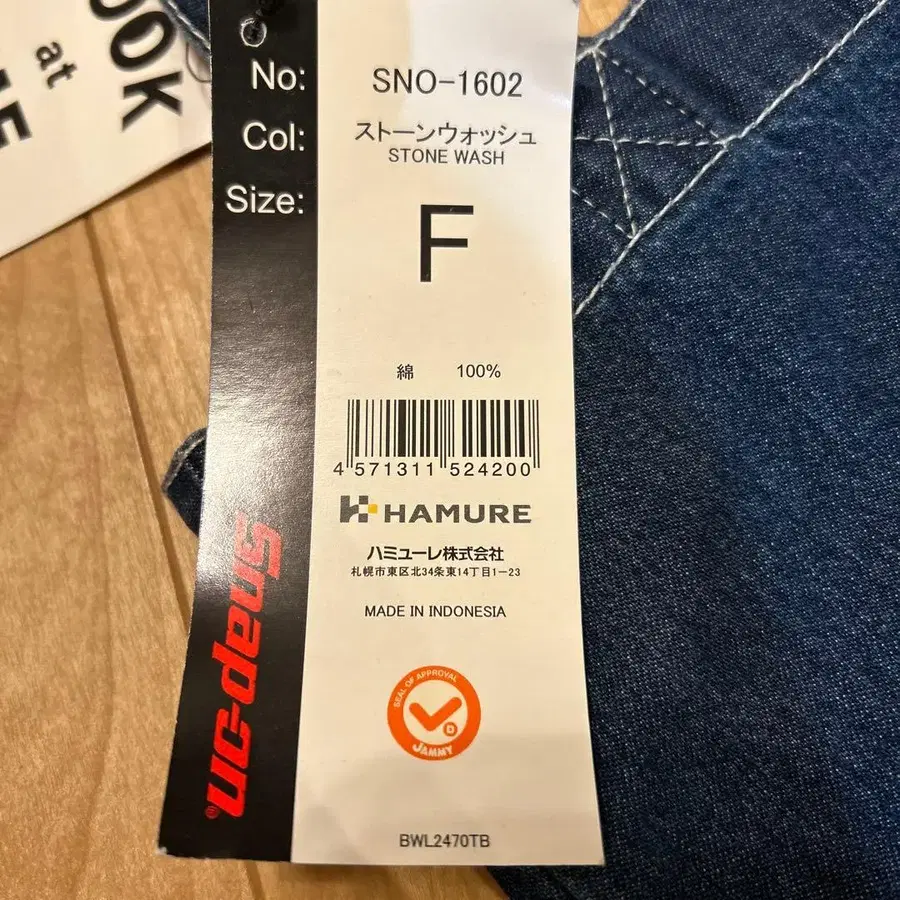 OOK
at
No: SNO-1602
Col: ストーンウォッシュ
STONE WASH
Size: F
綿 100%
4 571311 524200
HAMURE
ハミューレ株式会社
札幌市東区北34条東14丁目1-23
MADE IN INDONESIA
SEAL OF APPROVAL
D
JAMMY
BWL2470TB
Snap-on®